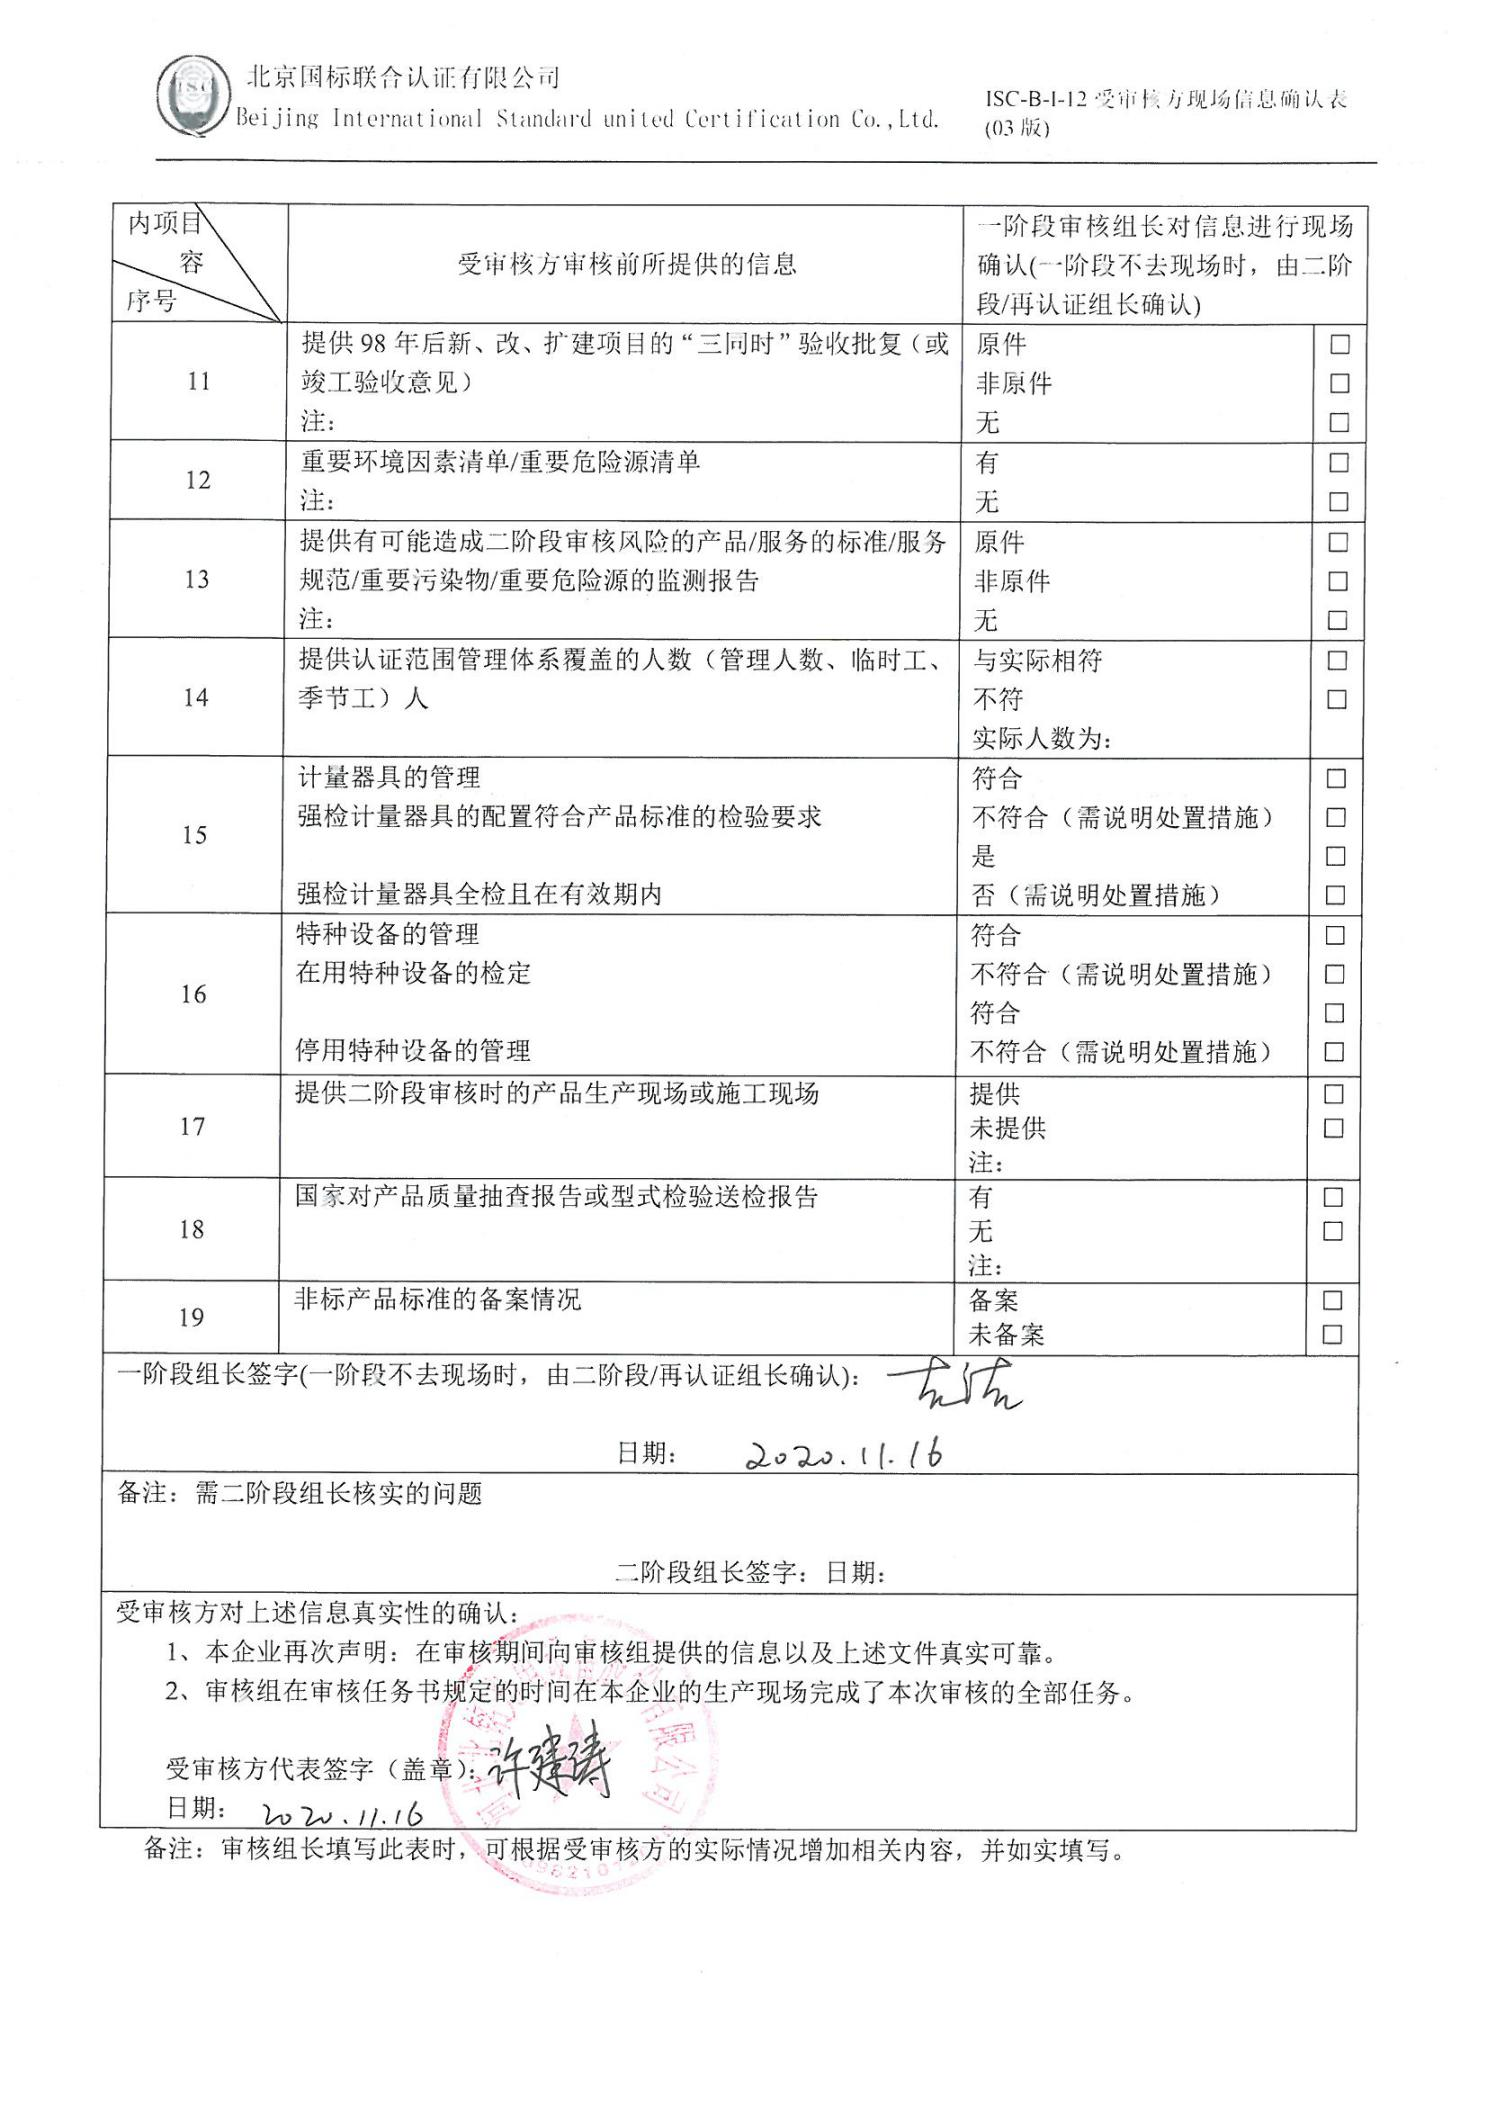 北京国标联合认证有限公司
Beijing International Standard united Certification Co.,Ltd.
ISC-B-I-12 受审核方现场信息确认表
(03 版)
ISC
内项目
容
序号
受审核方审核前所提供的信息
一阶段审核组长对信息进行现场
确认(一阶段不去现场时，由二阶
段/再认证组长确认)
11
提供 98 年后新、改、扩建项目的“三同时”验收批复（或
竣工验收意见）
注：
原件 □
非原件 □
无 □
12
重要环境因素清单/重要危险源清单
注：
有 □
无 □
13
提供有可能造成二阶段审核风险的产品/服务的标准/服务
规范/重要污染物/重要危险源的监测报告
注：
原件 □
非原件 □
无 □
14
提供认证范围管理体系覆盖的人数（管理人数、临时工、
季节工）人
与实际相符 □
不符 □
实际人数为：
15
计量器具的管理
强检计量器具的配置符合产品标准的检验要求
强检计量器具全检且在有效期内
符合 □
不符合（需说明处置措施） □
是 □
否（需说明处置措施） □
16
特种设备的管理
在用特种设备的检定
停用特种设备的管理
符合 □
不符合（需说明处置措施） □
符合 □
不符合（需说明处置措施） □
17
提供二阶段审核时的产品生产现场或施工现场
提供 □
未提供 □
注：
18
国家对产品质量抽查报告或型式检验送检报告
有 □
无 □
注：
19
非标产品标准的备案情况
备案 □
未备案 □
一阶段组长签字(一阶段不去现场时，由二阶段/再认证组长确认)：
日期： 2020.11.16
备注：需二阶段组长核实的问题
二阶段组长签字：日期：
受审核方对上述信息真实性的确认：
1、本企业再次声明：在审核期间向审核组提供的信息以及上述文件真实可靠。
2、审核组在审核任务书规定的时间在本企业的生产现场完成了本次审核的全部任务。
受审核方代表签字（盖章）：许建涛
日期： 2020.11.16
备注：审核组长填写此表时，可根据受审核方的实际情况增加相关内容，并如实填写。